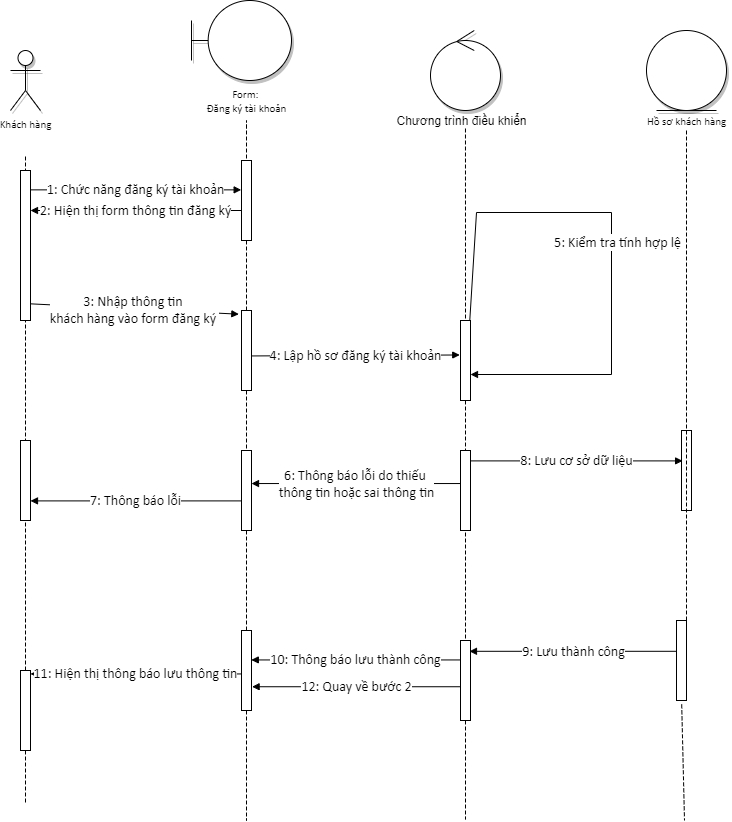 Form:
Đăng ký tài khoản
Khách hàng
Chương trình điều khiển
Hồ sơ khách hàng
1: Chức năng đăng ký tài khoản
2: Hiện thị form thông tin đăng ký
5: Kiểm tra tính hợp lệ
3: Nhập thông tin
khách hàng vào form đăng ký
4: Lập hồ sơ đăng ký tài khoản
8: Lưu cơ sở dữ liệu
6: Thông báo lỗi do thiếu
thông tin hoặc sai thông tin
7: Thông báo lỗi
9: Lưu thành công
10: Thông báo lưu thành công
11: Hiện thị thông báo lưu thông tin
12: Quay về bước 2